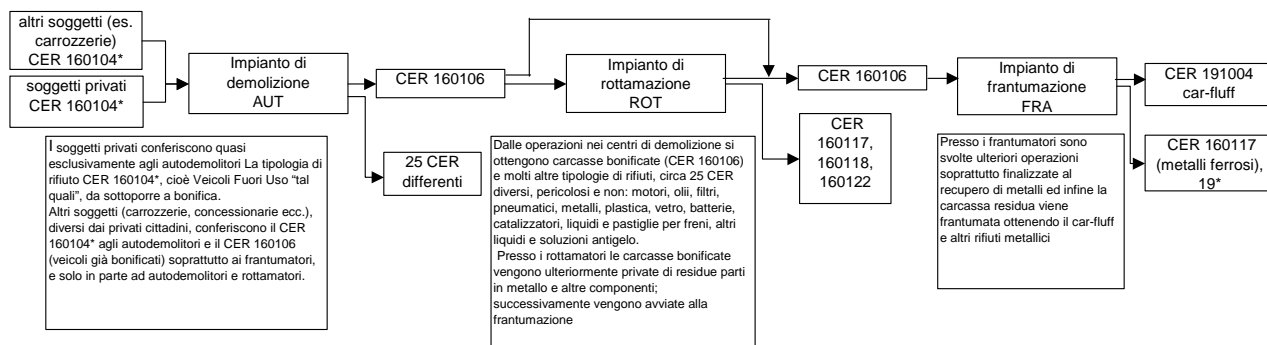 altri soggetti (es.
carrozzerie)
CER 160104*
soggetti privati
CER 160104*
Impianto di
demolizione
AUT
CER 160106
25 CER
differenti
Impianto di
rottamazione
ROT
CER 160106
CER
160117,
160118,
160122
Impianto di
frantumazione
FRA
CER 191004
car-fluff
CER 160117
(metalli ferrosi),
19*
I soggetti privati conferiscono quasi
esclusivamente agli autodemolitori La tipologia di
rifiuto CER 160104*, cioè Veicoli Fuori Uso “tal
quali”, da sottoporre a bonifica.
Altri soggetti (carrozzerie, concessionarie ecc.),
diversi dai privati cittadini, conferiscono il CER
160104* agli autodemolitori e il CER 160106
(veicoli già bonificati) soprattutto ai frantumatori,
e solo in parte ad autodemolitori e rottamatori.
Dalle operazioni nei centri di demolizione si
ottengono carcasse bonificate (CER 160106)
e molti altre tipologie di rifiuti, circa 25 CER
diversi, pericolosi e non: motori, olii, filtri,
pneumatici, metalli, plastica, vetro, batterie,
catalizzatori, liquidi e pastiglie per freni, altri
liquidi e soluzioni antigelo.
Presso i rottamatori le carcasse bonificate
vengono ulteriormente private di residue parti
in metallo e altre componenti;
successivamente vengono avviate alla
frantumazione
Presso i frantumatori sono
svolte ulteriori operazioni
soprattutto finalizzate al
recupero di metalli ed infine la
carcassa residua viene
frantumata ottenendo il car-fluff
e altri rifiuti metallici